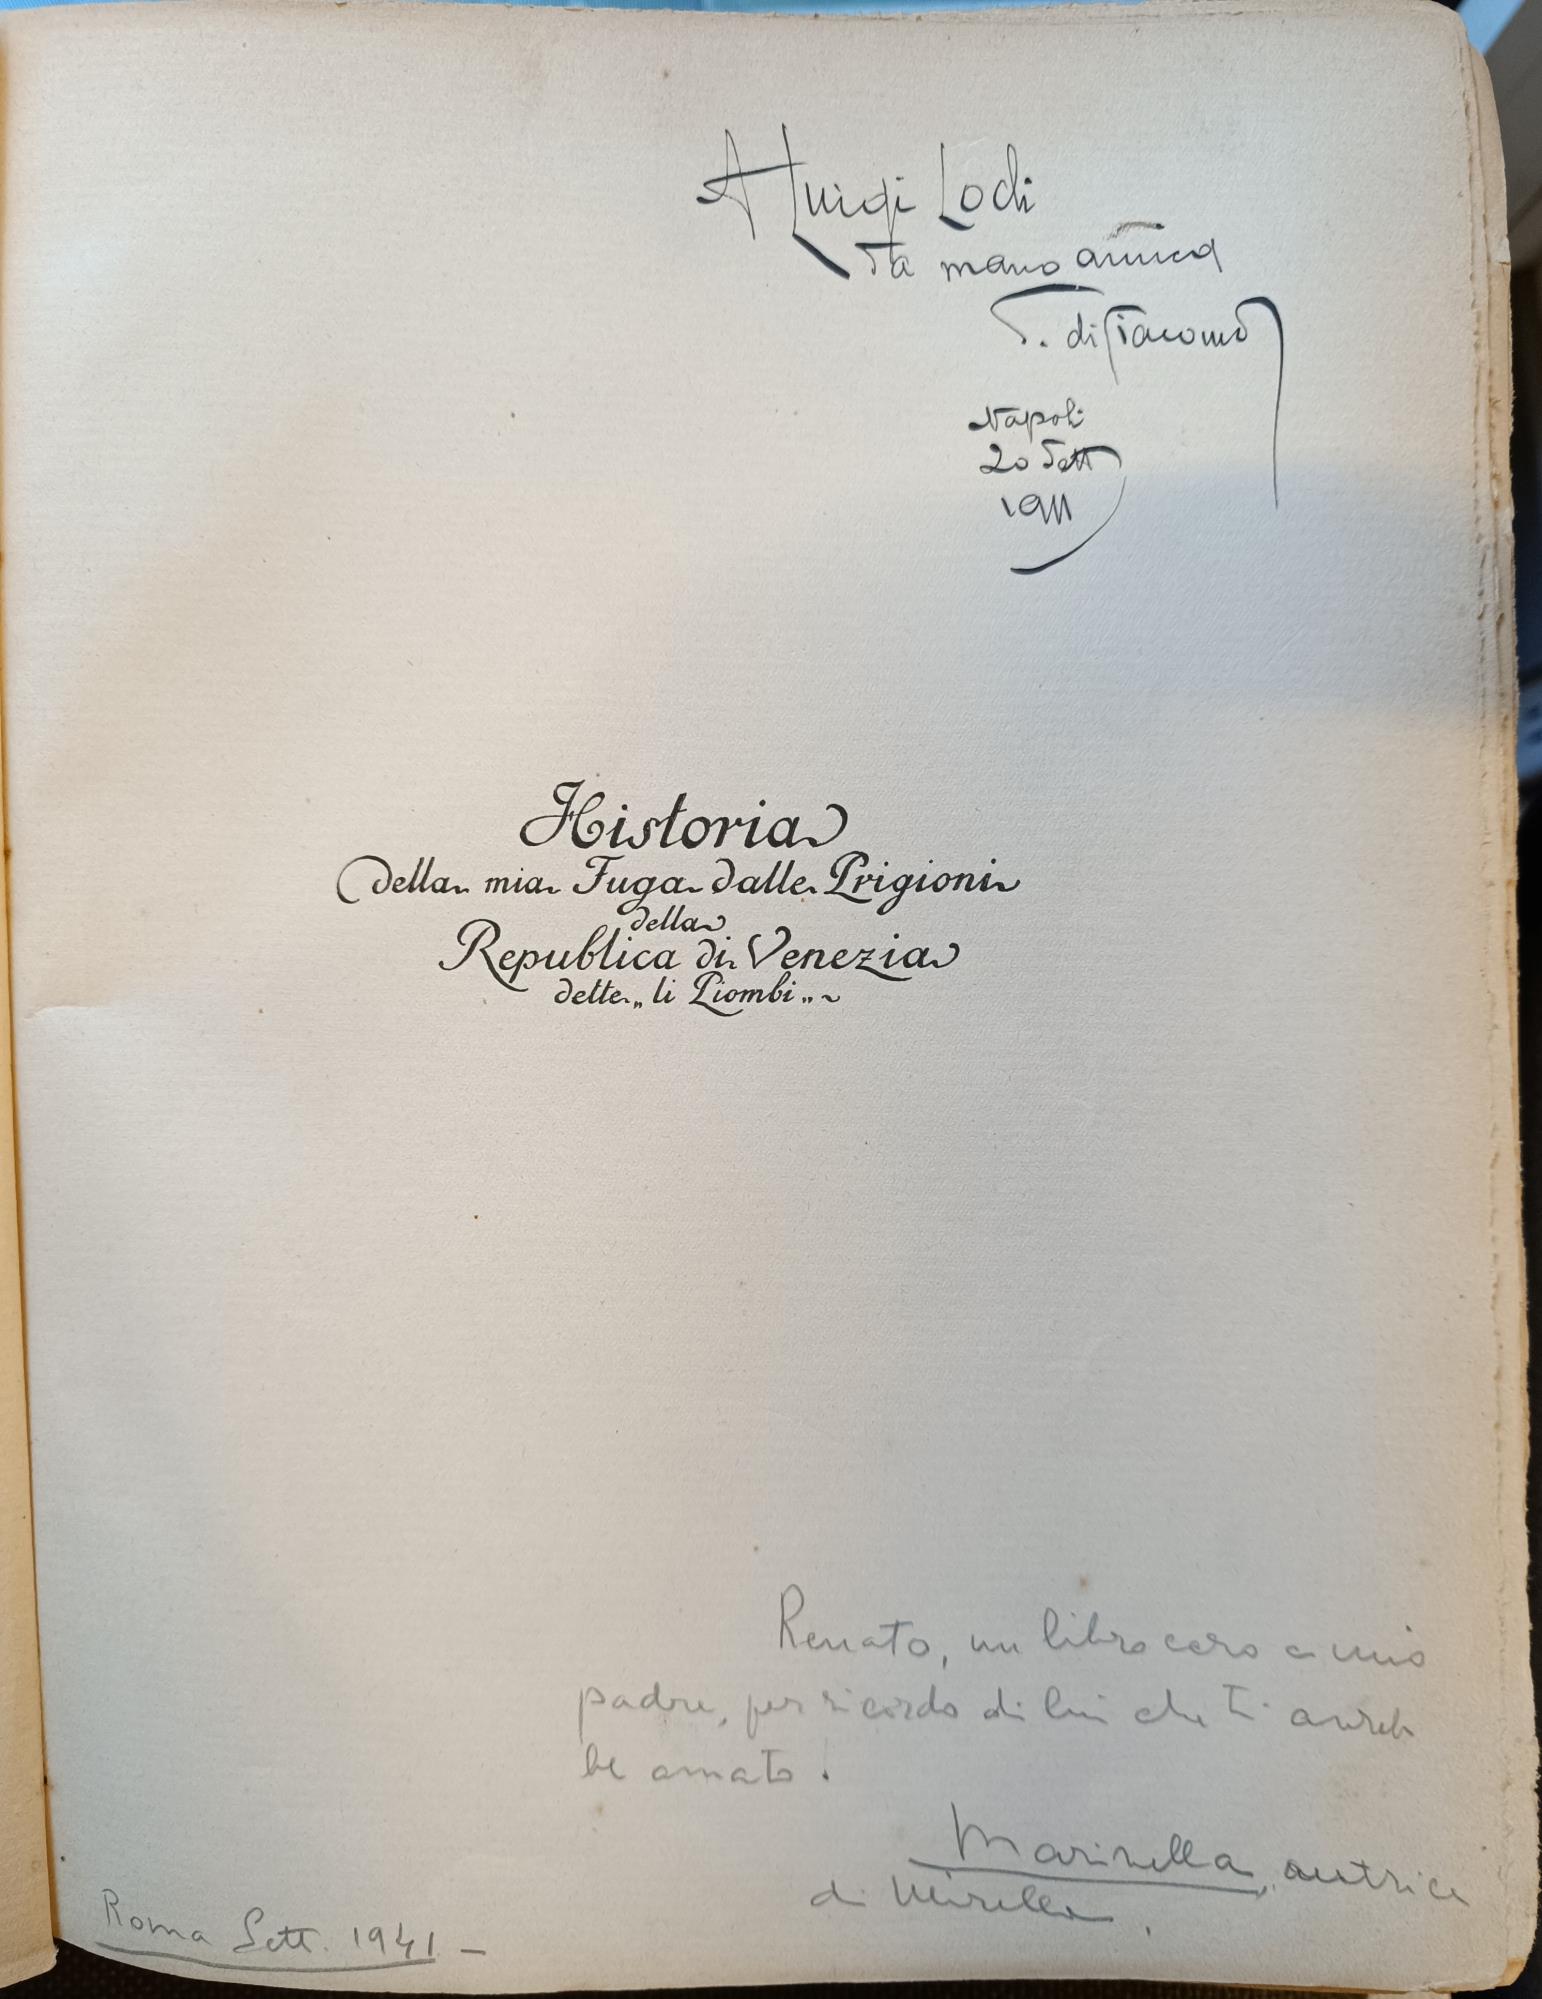 A Luigi Lodi
da mano amica
S. di Giacomo
Napoli
20 Sett
1911
Historia
della mia Fuga dalle Prigioni
della
Republica di Venezia
dette „ li Piombi „ ~
Renato, un libro caro a mio
padre, per ricordo di lui che ti avreb
be amato!
Marinella, autrice
di Mirella.
Roma Sett. 1941 -